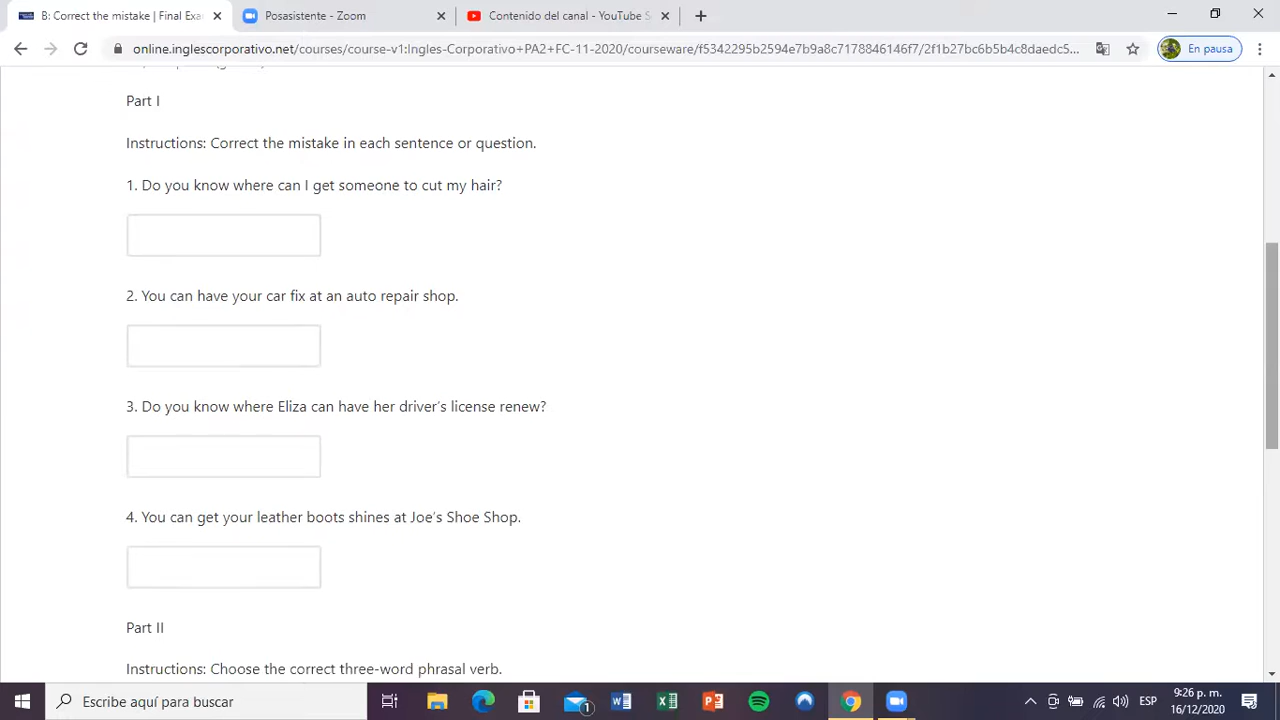 B: Correct the mistake | Final Exa
Posasistente - Zoom
Contenido del canal - YouTube S
online.inglescorporativo.net/courses/course-v1:Ingles-Corporativo+PA2+FC-11-2020/courseware/f5342295b2594e7b9a8c7178846146f7/2f1b27bc6b5b4c8daedc5...
En pausa
Part I
Instructions: Correct the mistake in each sentence or question.
1. Do you know where can I get someone to cut my hair?
2. You can have your car fix at an auto repair shop.
3. Do you know where Eliza can have her driver's license renew?
4. You can get your leather boots shines at Joe's Shoe Shop.
Part II
Instructions: Choose the correct three-word phrasal verb.
Escribe aquí para buscar
1
ESP
9:26 p. m.
16/12/2020